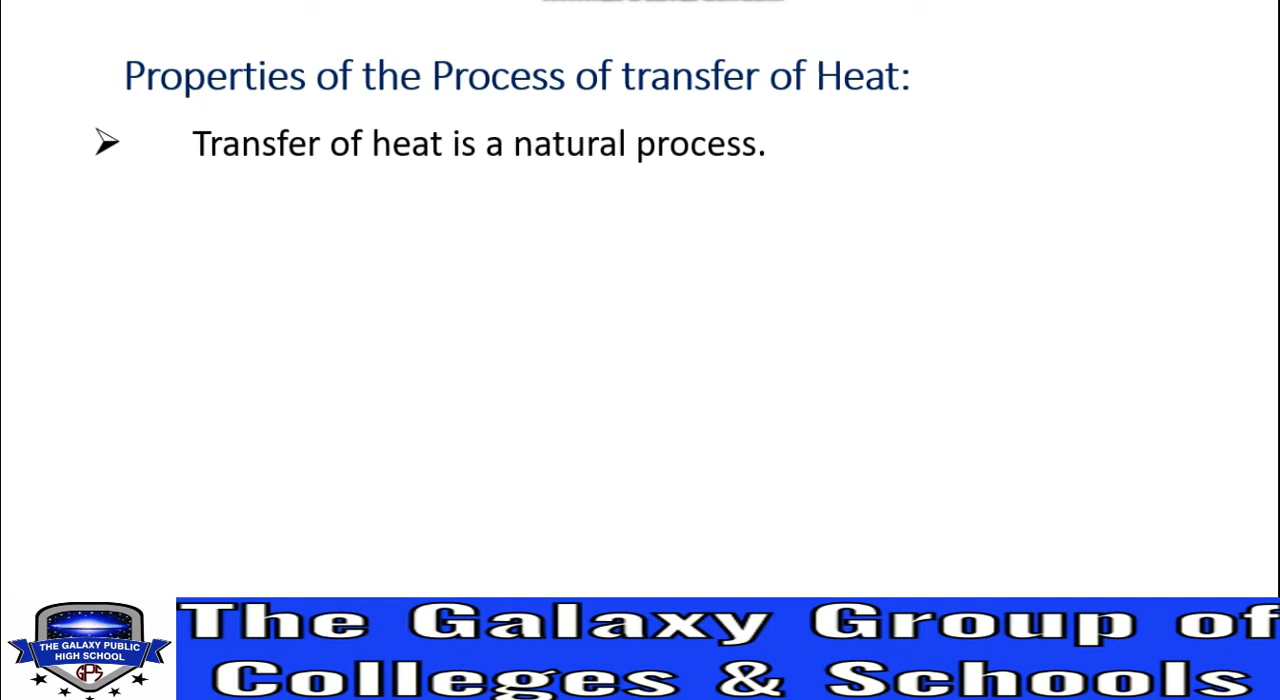 Properties of the Process of transfer of Heat:
Transfer of heat is a natural process.
THE GALAXY PUBLIC
HIGH SCHOOL
GPS
The Galaxy Group of
Colleges & Schools